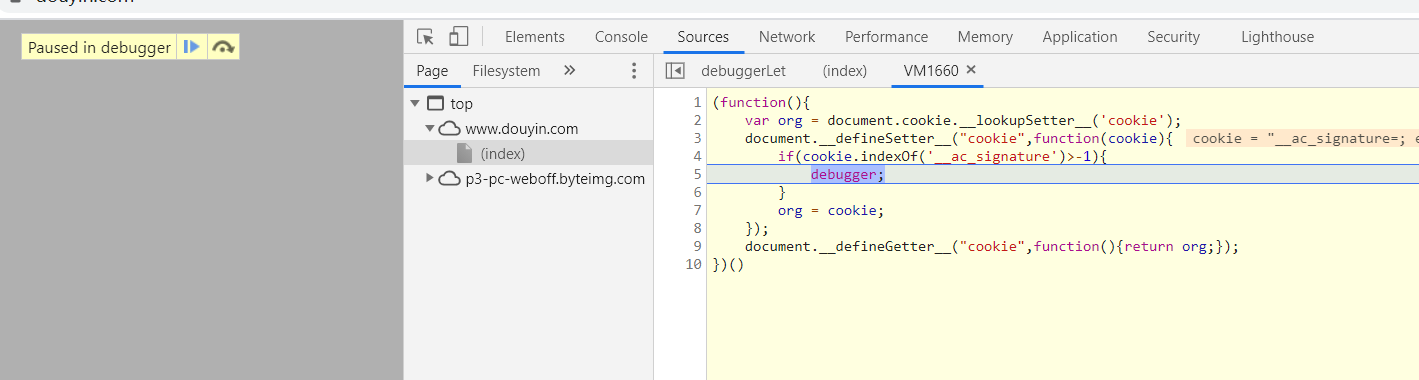 Paused in debugger
Elements Console Sources Network Performance Memory Application Security Lighthouse
Page Filesystem » debuggerLet (index) VM1660 ×
top
www.douyin.com
(index)
p3-pc-weboff.byteimg.com
1 (function(){
2 var org = document.cookie.__lookupSetter__('cookie');
3 document.__defineSetter__("cookie",function(cookie){ cookie = "__ac_signature=; e
4 if(cookie.indexOf('__ac_signature')>-1){
5 debugger;
6 }
7 org = cookie;
8 });
9 document.__defineGetter__("cookie",function(){return org;});
10 })()